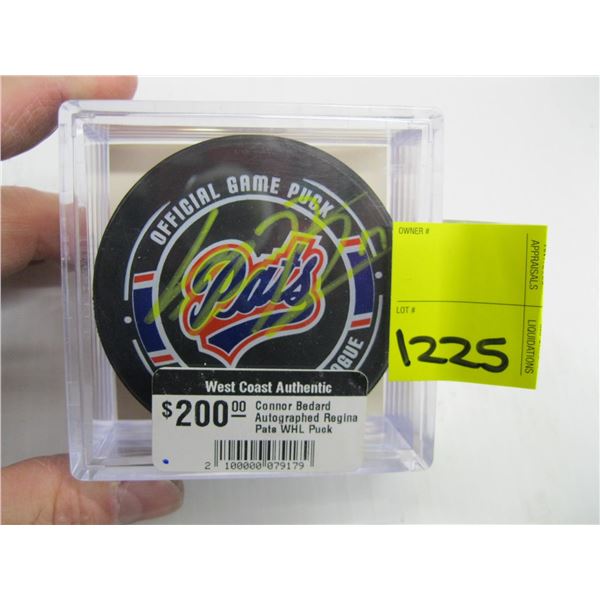 OFFICIAL GAME PUCK
Pats
GUE
West Coast Authentic
$200.00
Connor Bedard
Autographed Regina
Pats WHL Puck
2 100000 079179
OWNER #
LOT #
1225
APPRAISALS
LIQUIDATIONS